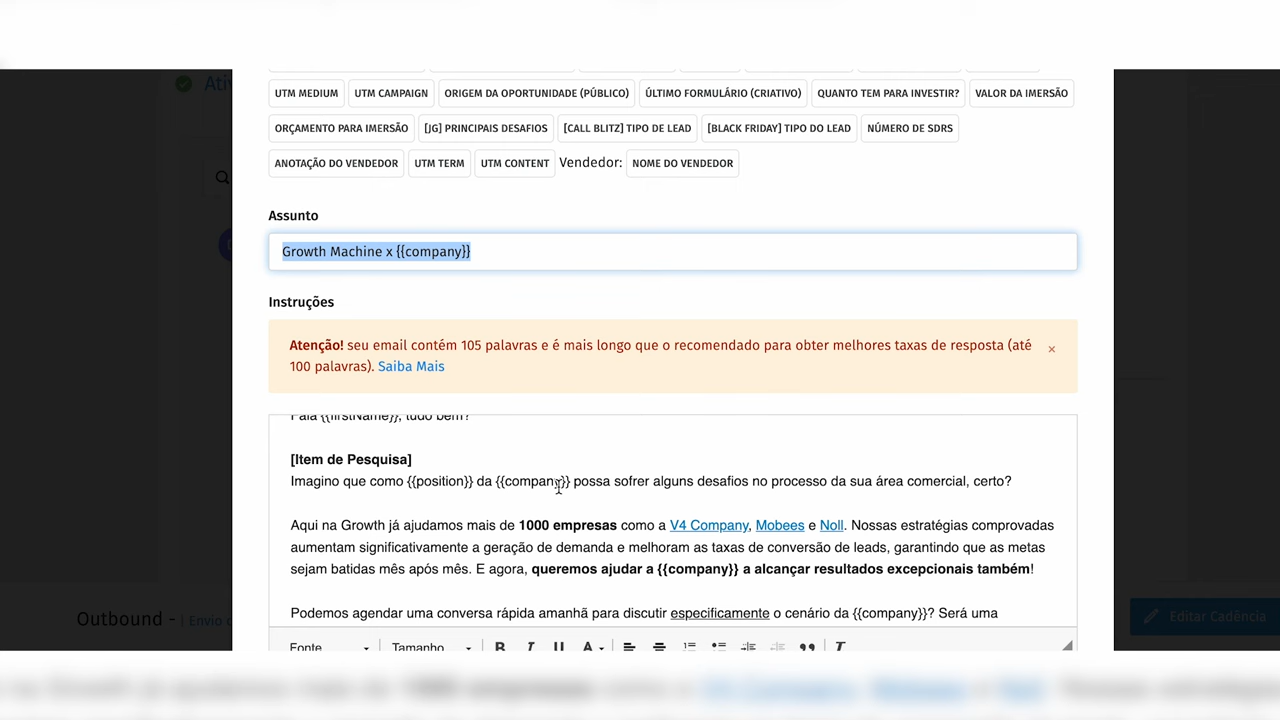 Ativ
UTM MEDIUM UTM CAMPAIGN ORIGEM DA OPORTUNIDADE (PÚBLICO) ÚLTIMO FORMULÁRIO (CRIATIVO) QUANTO TEM PARA INVESTIR? VALOR DA IMERSÃO
ORÇAMENTO PARA IMERSÃO [JG] PRINCIPAIS DESAFIOS [CALL BLITZ] TIPO DE LEAD [BLACK FRIDAY] TIPO DO LEAD NÚMERO DE SDRS
ANOTAÇÃO DO VENDEDOR UTM TERM UTM CONTENT Vendedor: NOME DO VENDEDOR
Assunto
Growth Machine x {{company}}
Instruções
Atenção! seu email contém 105 palavras e é mais longo que o recomendado para obter melhores taxas de resposta (até
100 palavras). Saiba Mais
×
Fala {{firstName}}, tudo bem?
[Item de Pesquisa]
Imagino que como {{position}} da {{company}} possa sofrer alguns desafios no processo da sua área comercial, certo?
Aqui na Growth já ajudamos mais de 1000 empresas como a V4 Company, Mobees e Noll. Nossas estratégias comprovadas
aumentam significativamente a geração de demanda e melhoram as taxas de conversão de leads, garantindo que as metas
sejam batidas mês após mês. E agora, queremos ajudar a {{company}} a alcançar resultados excepcionais também!
Podemos agendar uma conversa rápida amanhã para discutir especificamente o cenário da {{company}}? Será uma
Fonte Tamanho B I U A
Outbound - | Envio d
Editar Cadência